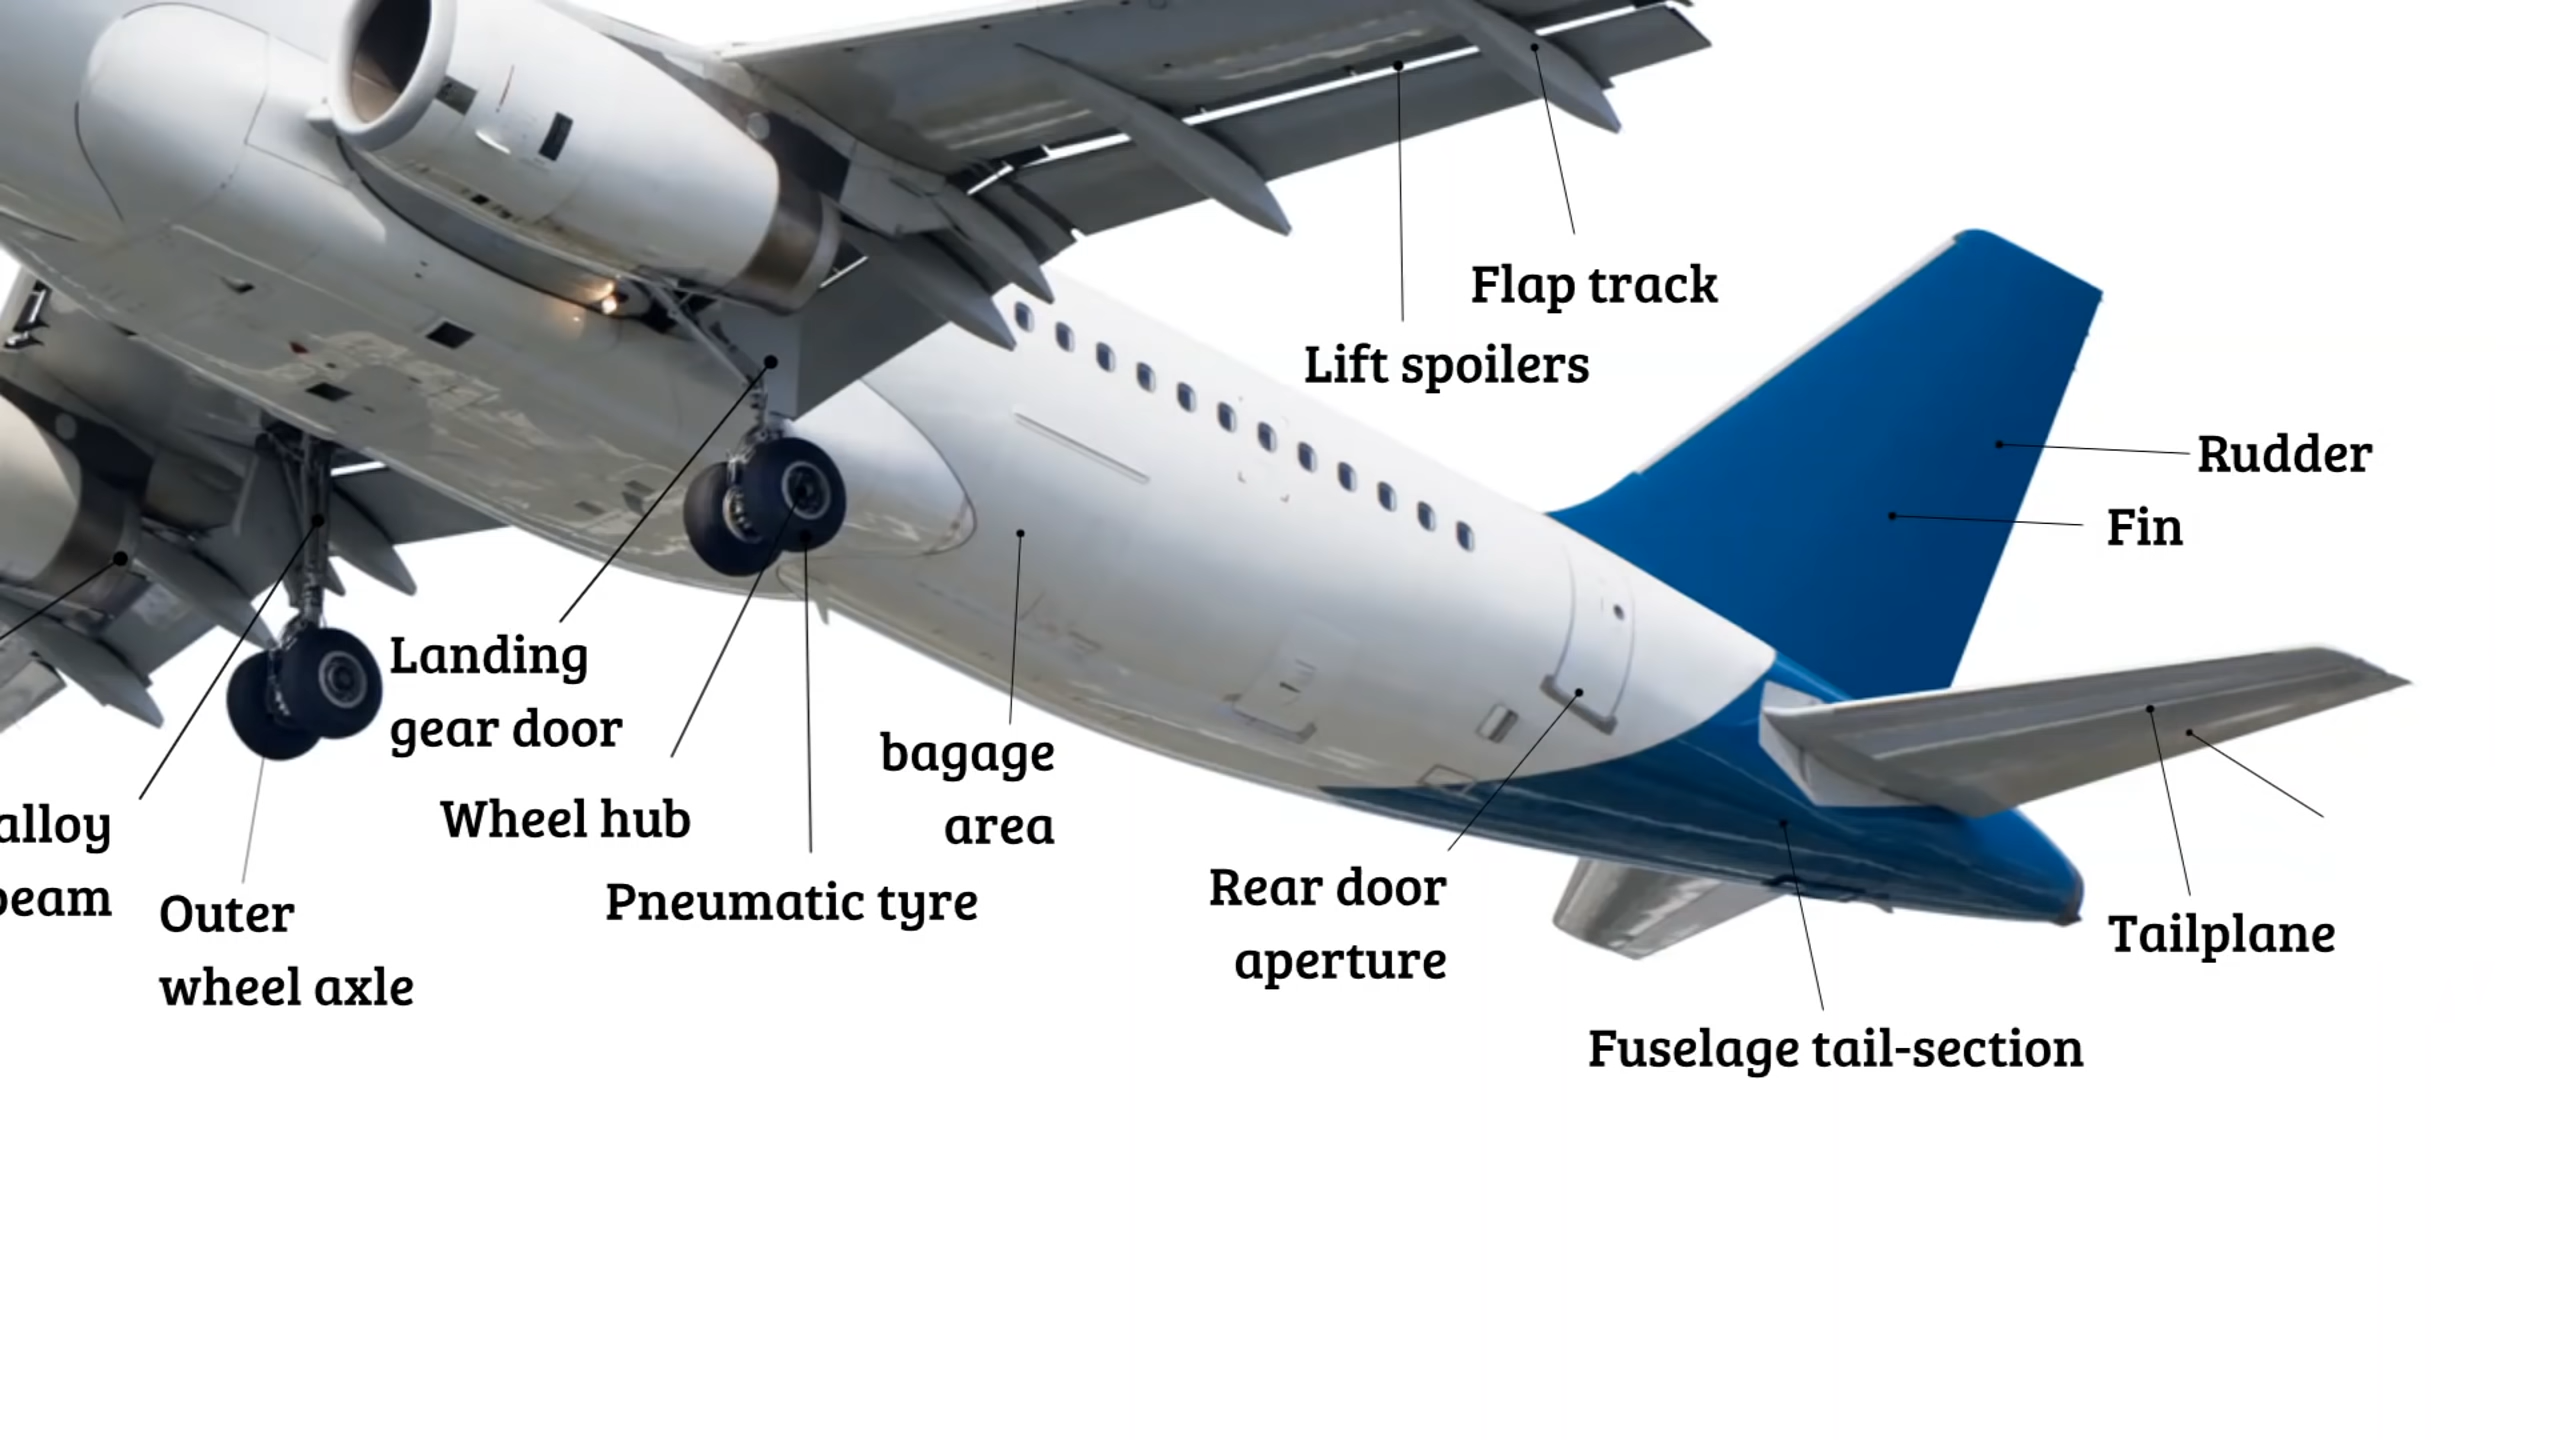 Flap track
Lift spoilers
Rudder
Fin
Landing
gear door
bagage
area
Wheel hub
alloy
beam
Rear door
aperture
Pneumatic tyre
Outer
wheel axle
Tailplane
Fuselage tail-section